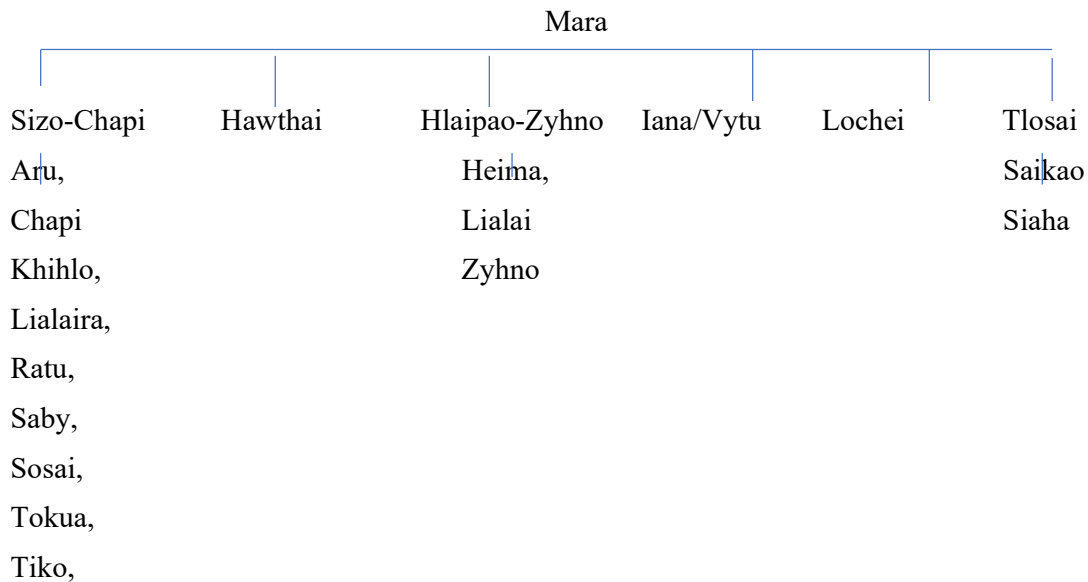 Mara
Sizo-Chapi Hawthai Hlaipao-Zyhno Iana/Vytu Lochei Tlosai
Aru, Heima, Saikao
Chapi Lialai Siaha
Khihlo, Zyhno
Lialaira,
Ratu,
Saby,
Sosai,
Tokua,
Tiko,